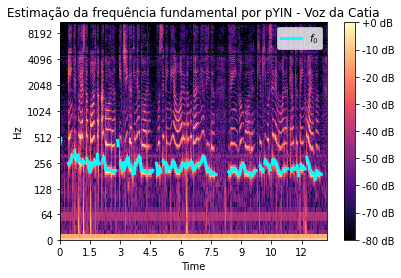 Estimação da frequência fundamental por pYIN - Voz da Catia
f0
Hz
8192
4096
2048
1024
512
256
128
64
0
0 1.5 3 4.5 6 7.5 9 10.5 12
Time
+0 dB
-10 dB
-20 dB
-30 dB
-40 dB
-50 dB
-60 dB
-70 dB
-80 dB